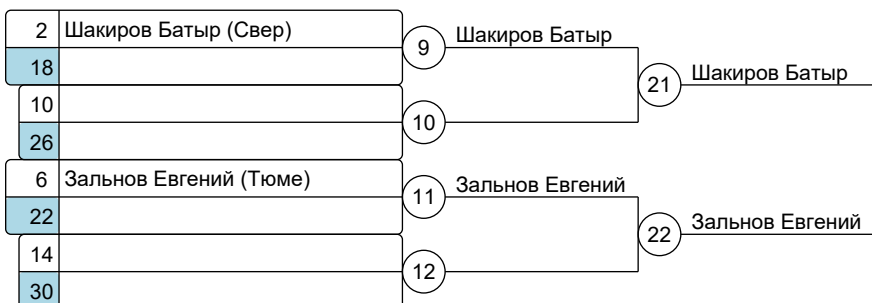 2 Шакиров Батыр (Свер)
9 Шакиров Батыр
18
21 Шакиров Батыр
10
10
26
6 Зальнов Евгений (Тюме)
11 Зальнов Евгений
22
22 Зальнов Евгений
14
12
30